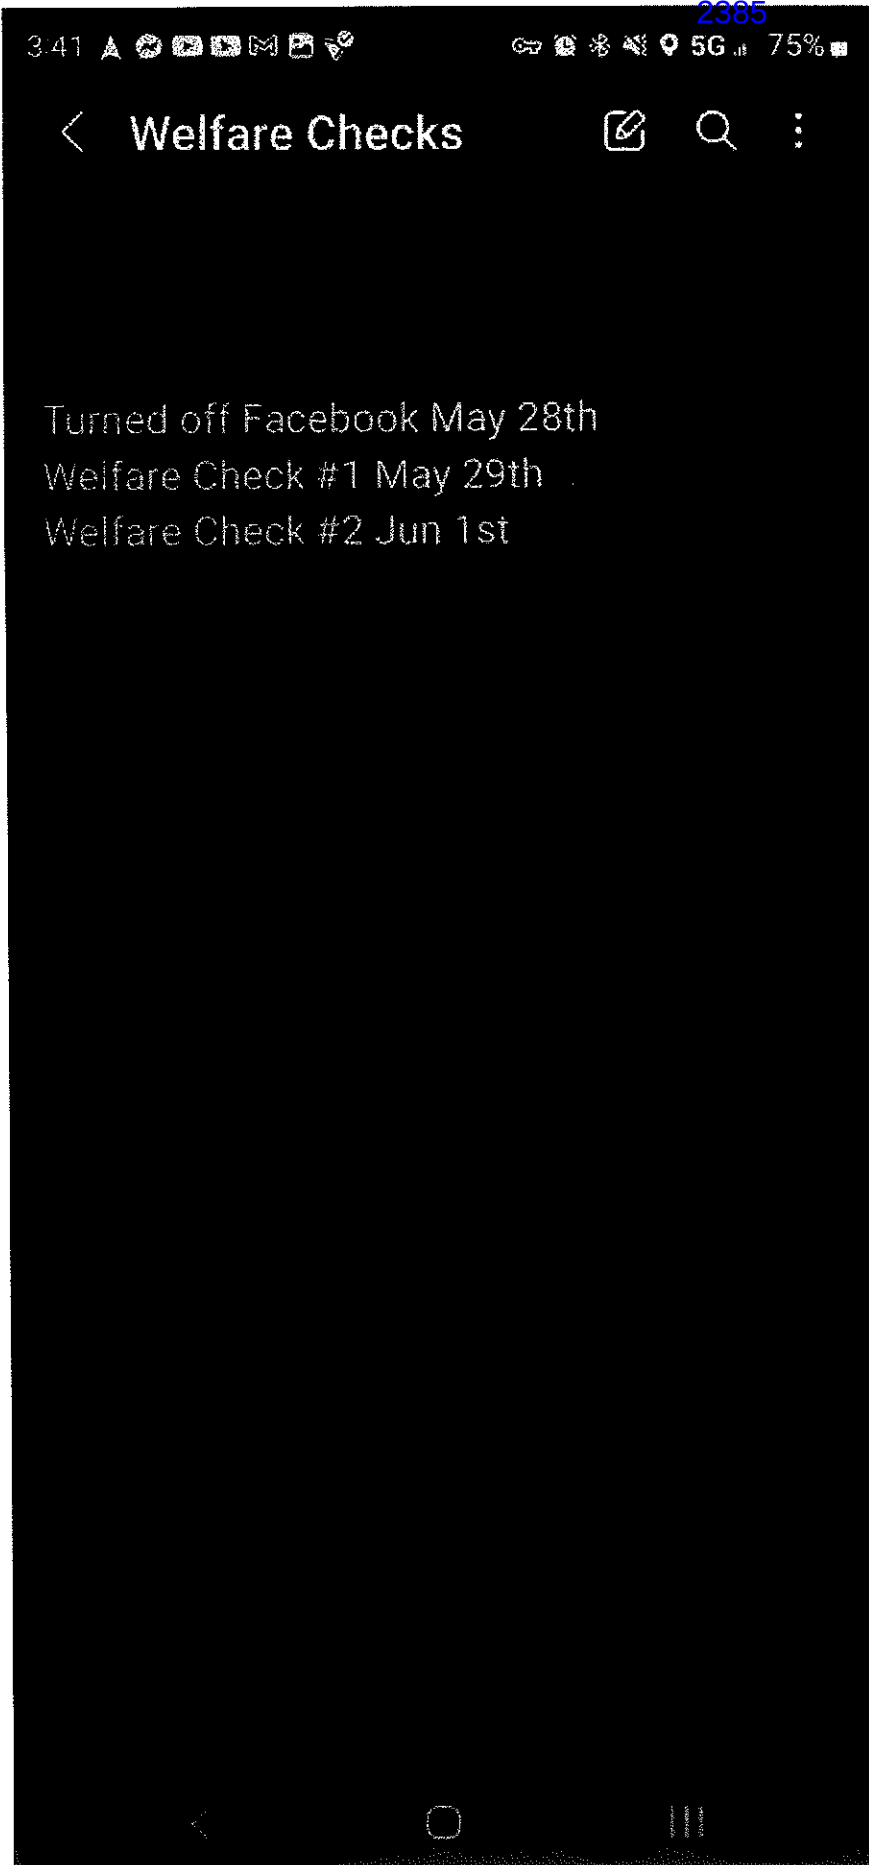 2385
3:41 5G 75%
Welfare Checks
Turned off Facebook May 28th
Welfare Check #1 May 29th
Welfare Check #2 Jun 1st